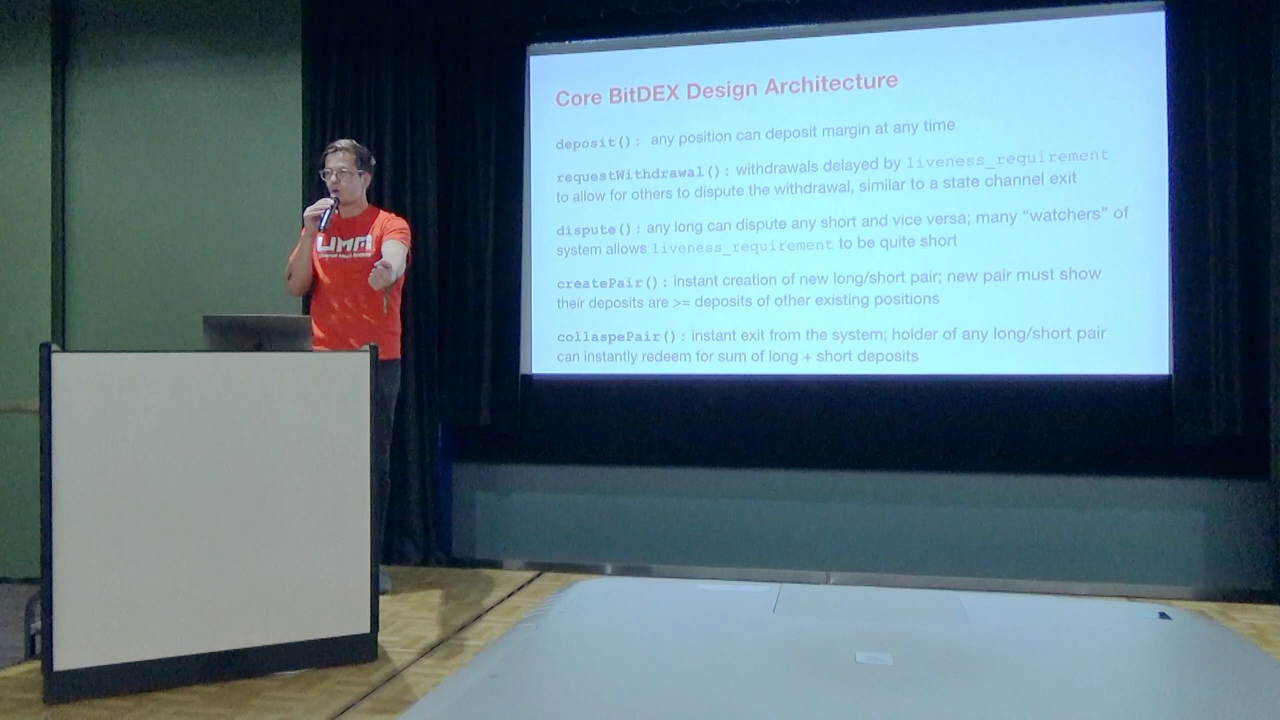 Core BitDEX Design Architecture
deposit(): any position can deposit margin at any time
requestWithdrawal(): withdrawals delayed by liveness_requirement
to allow for others to dispute the withdrawal, similar to a state channel exit
dispute(): any long can dispute any short and vice versa; many “watchers” of
system allows liveness_requirement to be quite short
createPair(): instant creation of new long/short pair; new pair must show
their deposits are >= deposits of other existing positions
collaspePair(): instant exit from the system; holder of any long/short pair
can instantly redeem for sum of long + short deposits
UMA